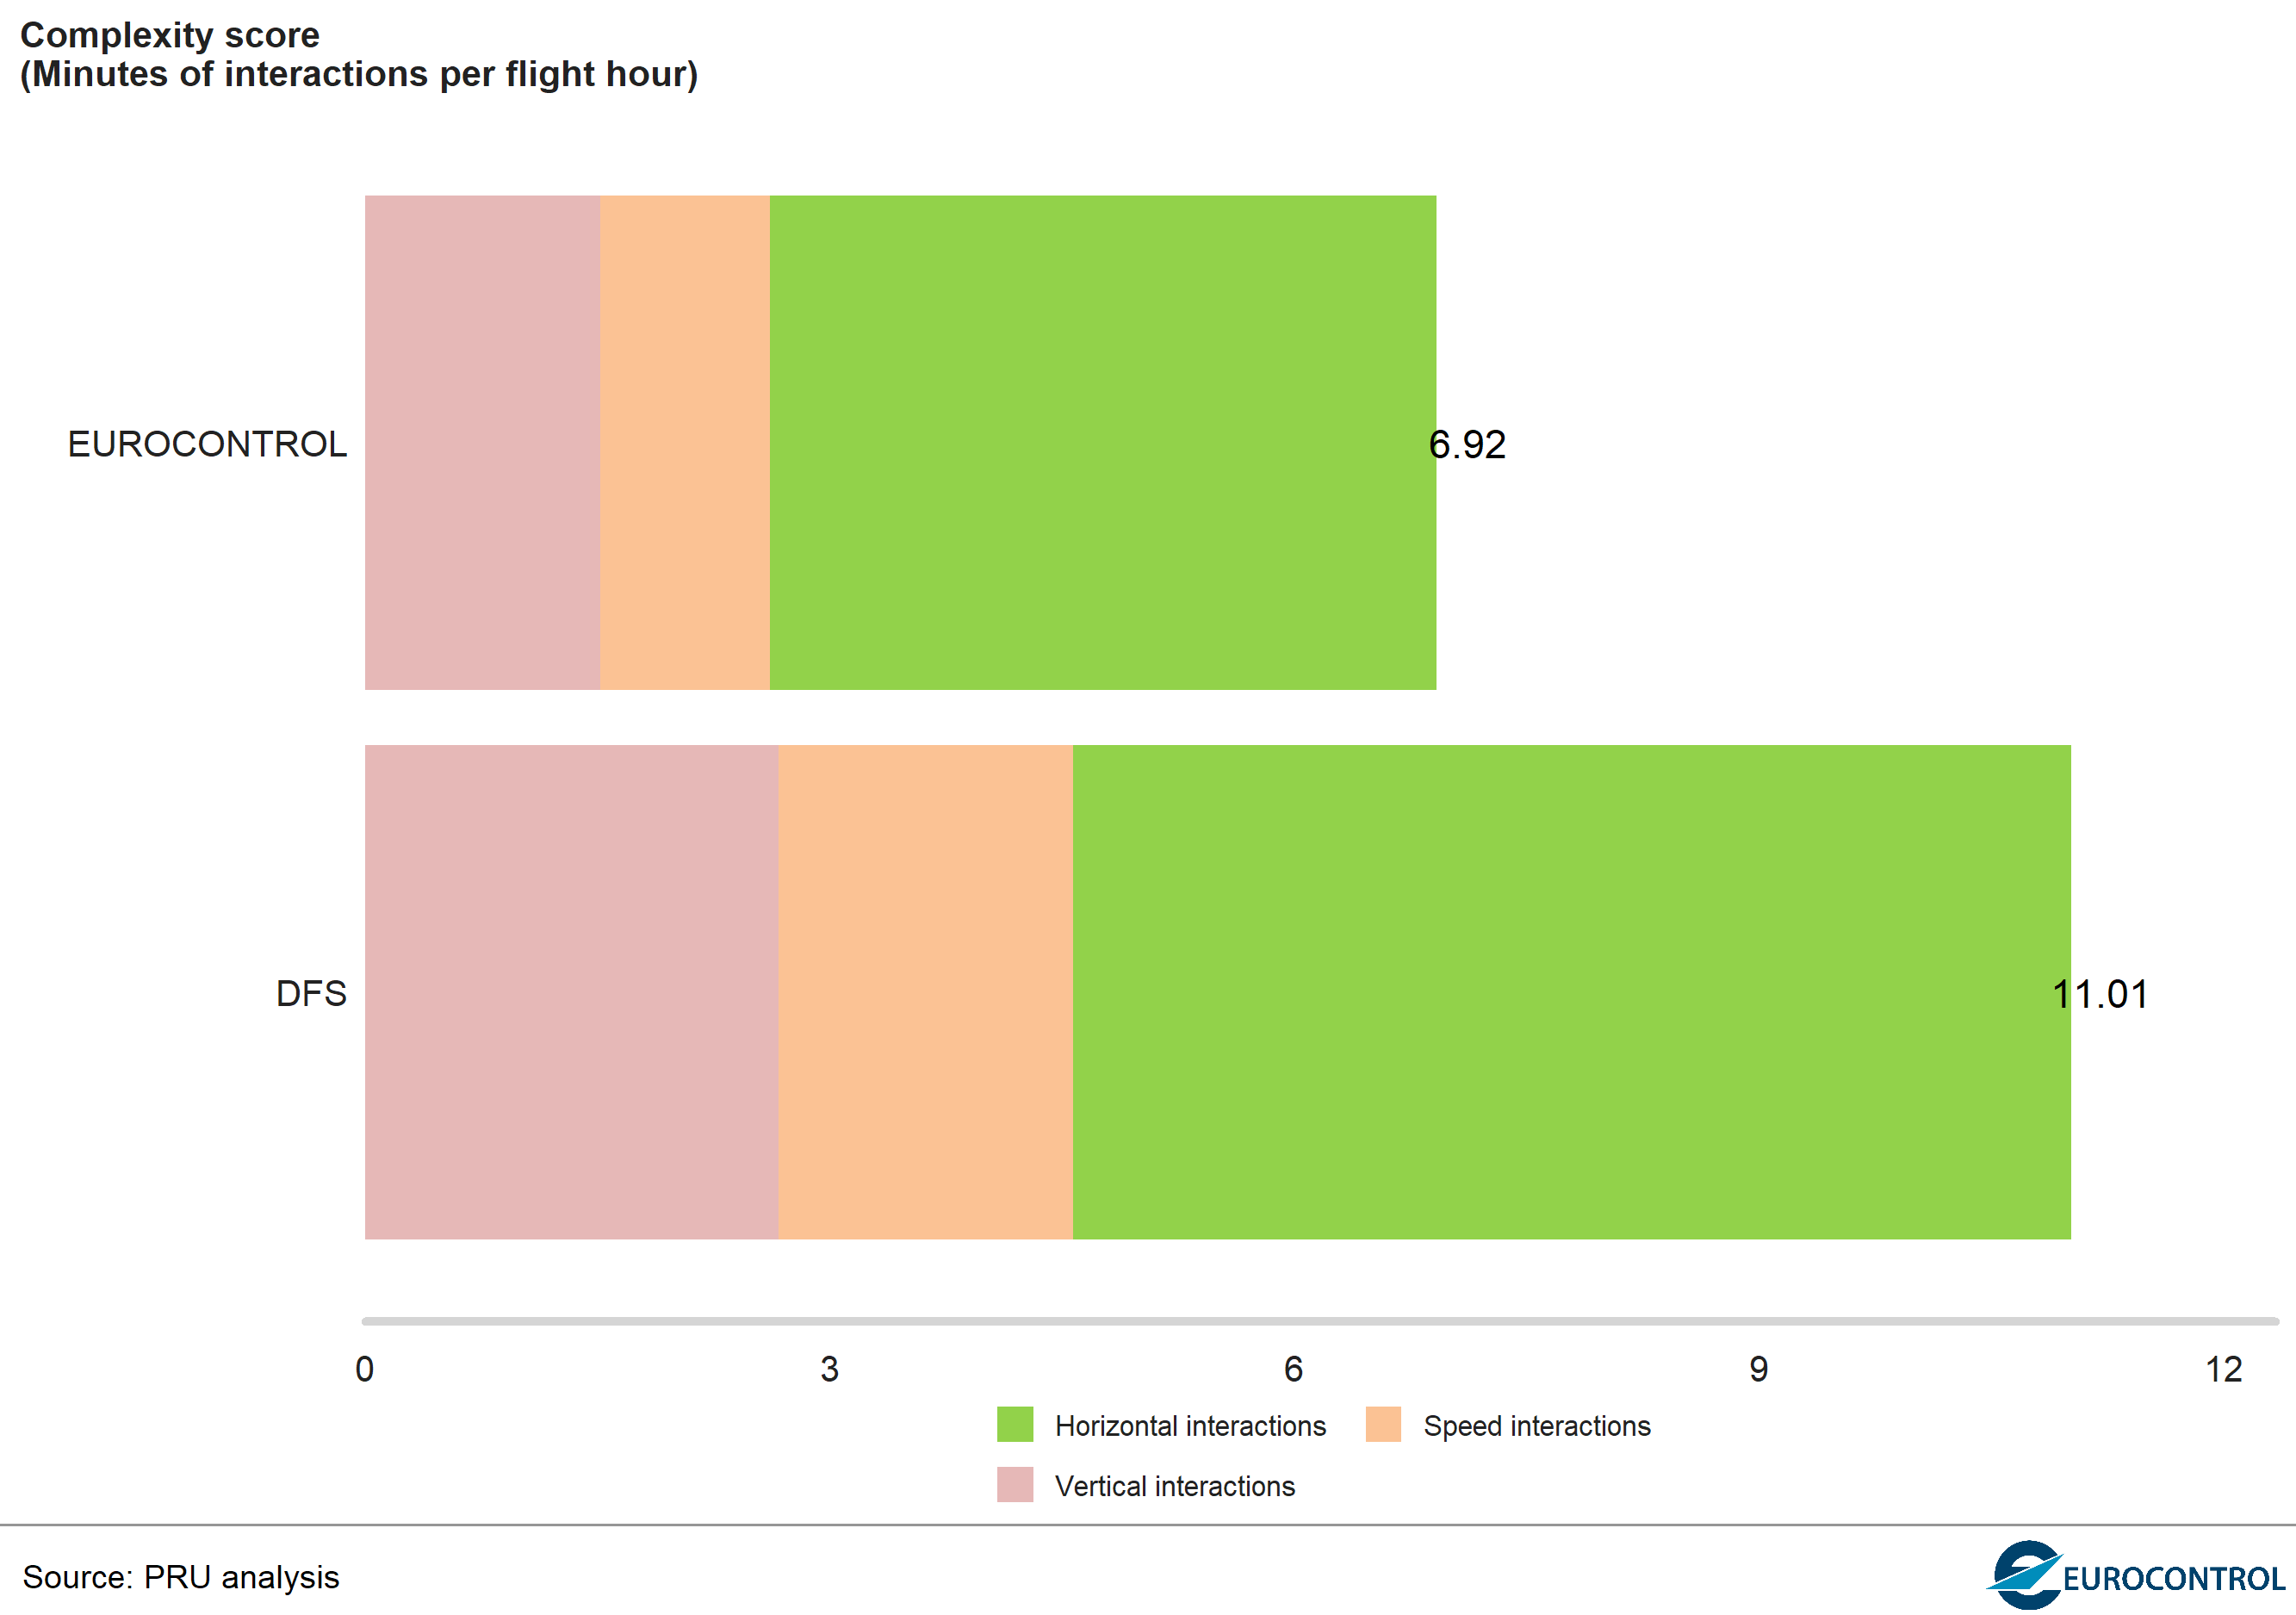 Complexity score
(Minutes of interactions per flight hour)
EUROCONTROL
6.92
DFS
11.01
0 3 6 9 12
Horizontal interactions Speed interactions
Vertical interactions
Source: PRU analysis
EUROCONTROL